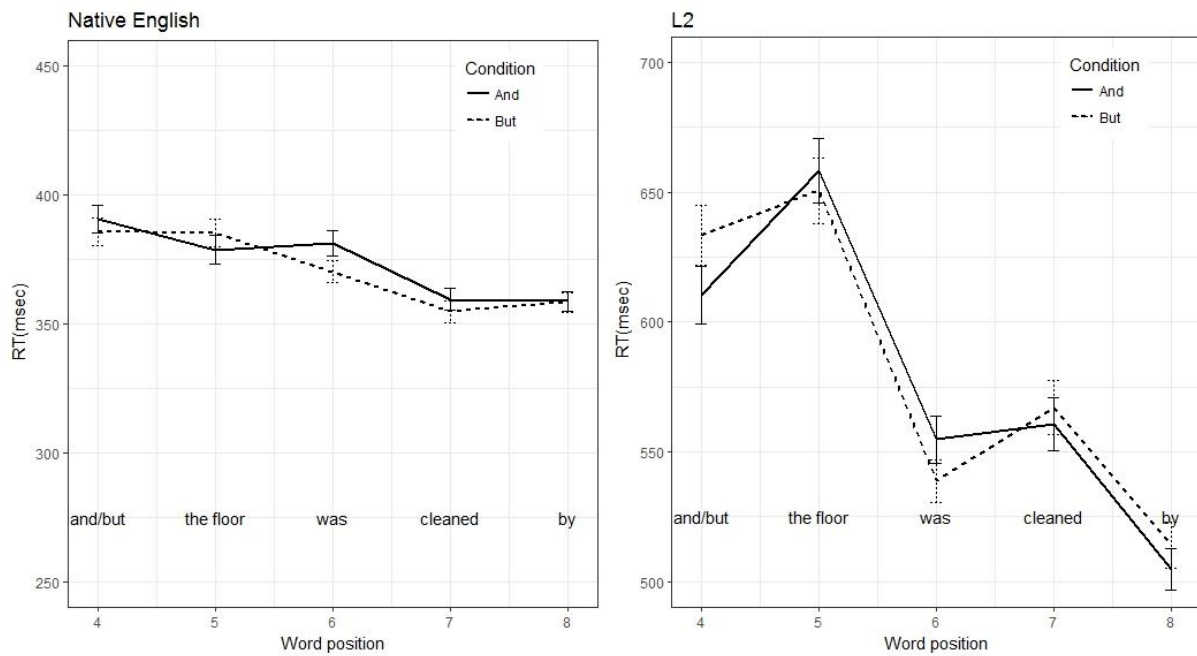 Native English
450
400
350
300
250
RT(msec)
Condition
And
But
and/but the floor was cleaned by
4 5 6 7 8
Word position
L2
700
650
600
550
500
RT(msec)
Condition
And
But
and/but the floor was cleaned by
4 5 6 7 8
Word position